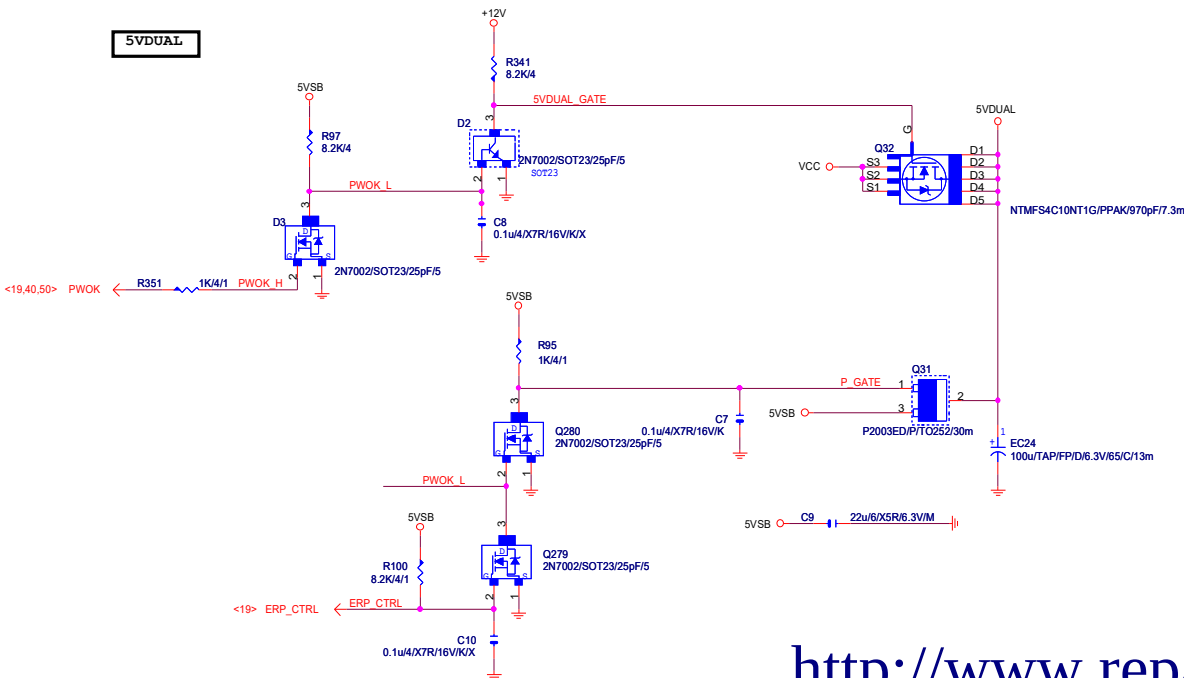 5VDUAL
+12V
R341
8.2K/4
5VDUAL_GATE
5VSB
R97
8.2K/4
D2
3
2N7002/SOT23/25pF/5
SOT23
2
1
PWOK_L
C8
0.1u/4/X7R/16V/K/X
D3
3
D
G
S
2N7002/SOT23/25pF/5
2
1
<19,40,50> PWOK
R351
1K/4/1
PWOK_H
5VDUAL
G
Q32
VCC
S3
S2
S1
D1
D2
D3
D4
D5
NTMFS4C10NT1G/PPAK/970pF/7.3m
5VSB
R95
1K/4/1
P_GATE
Q31
1
3
2
5VSB
P2003ED/P/TO252/30m
C7
0.1u/4/X7R/16V/K
3
D
G
S
Q280
2N7002/SOT23/25pF/5
2
1
PWOK_L
1
+
EC24
100u/TAP/FP/D/6.3V/65/C/13m
5VSB
C9
22u/6/X5R/6.3V/M
5VSB
R100
8.2K/4/1
3
D
G
S
Q279
2N7002/SOT23/25pF/5
2
1
<19> ERP_CTRL
ERP_CTRL
C10
0.1u/4/X7R/16V/K/X